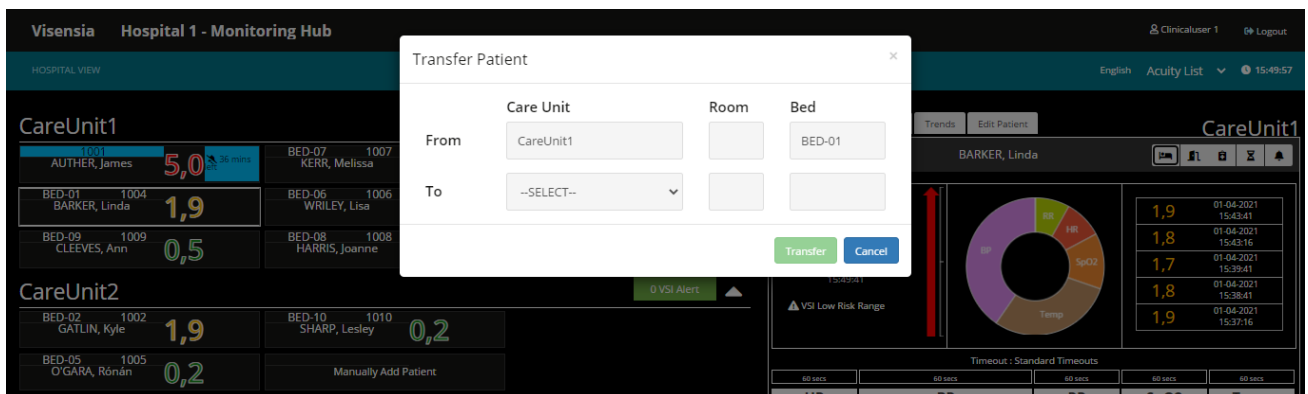 Visensia Hospital 1 - Monitoring Hub
Clinicaluser 1 Logout
HOSPITAL VIEW
English Acuity List 15:49:57
Transfer Patient ×
Care Unit Room Bed
From CareUnit1 BED-01
To --SELECT--
Transfer Cancel
CareUnit1
1001
AUTHER, James 5,0 36 mins
BED-07 1007
KERR, Melissa
BED-01 1004
BARKER, Linda 1,9
BED-06 1006
WRILEY, Lisa
BED-09 1009
CLEEVES, Ann 0,5
BED-08 1008
HARRIS, Joanne
CareUnit2 0 VSI Alert
BED-02 1002
GATLIN, Kyle 1,9
BED-10 1010
SHARP, Lesley 0,2
BED-05 1005
O'GARA, Rónán 0,2
Manually Add Patient
Trends Edit Patient CareUnit1
BARKER, Linda
15:49:41
VSI Low Risk Range
RR
HR
SpO2
Temp
BP
1,9 01-04-2021 15:43:41
1,8 01-04-2021 15:43:16
1,7 01-04-2021 15:39:41
1,8 01-04-2021 15:38:41
1,9 01-04-2021 15:37:16
Timeout : Standard Timeouts
60 secs 60 secs 60 secs 60 secs 60 secs